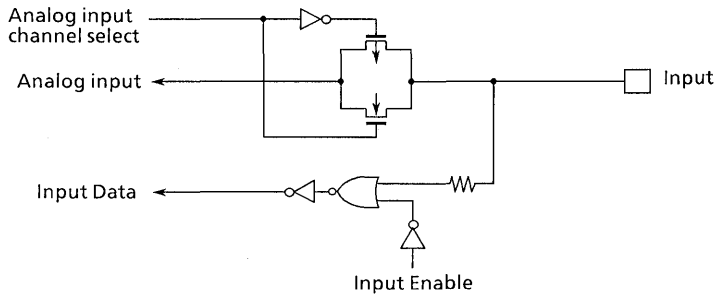 Analog input
channel select
Analog input
Input
Input Data
Input Enable